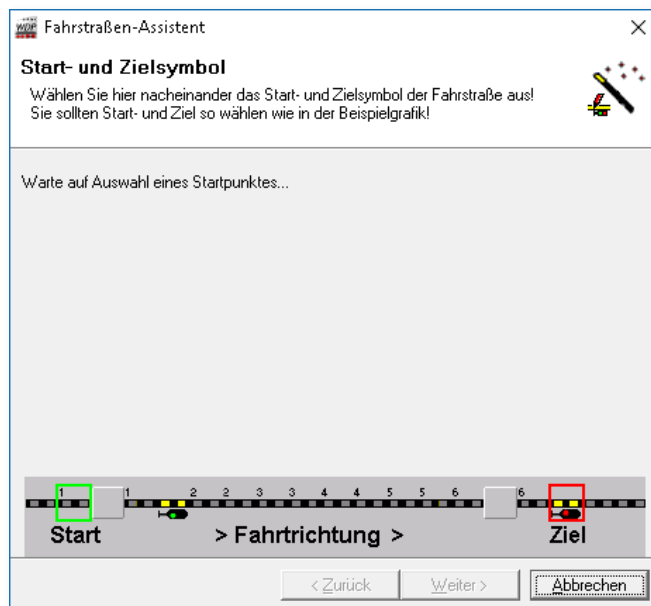 WDP Fahrstraßen-Assistent
Start- und Zielsymbol
Wählen Sie hier nacheinander das Start- und Zielsymbol der Fahrstraße aus!
Sie sollten Start- und Ziel so wählen wie in der Beispielgrafik!
Warte auf Auswahl eines Startpunktes...
1 1 2 2 3 3 4 4 5 5 6 6
Start > Fahrtrichtung > Ziel
< Zurück Weiter > Abbrechen